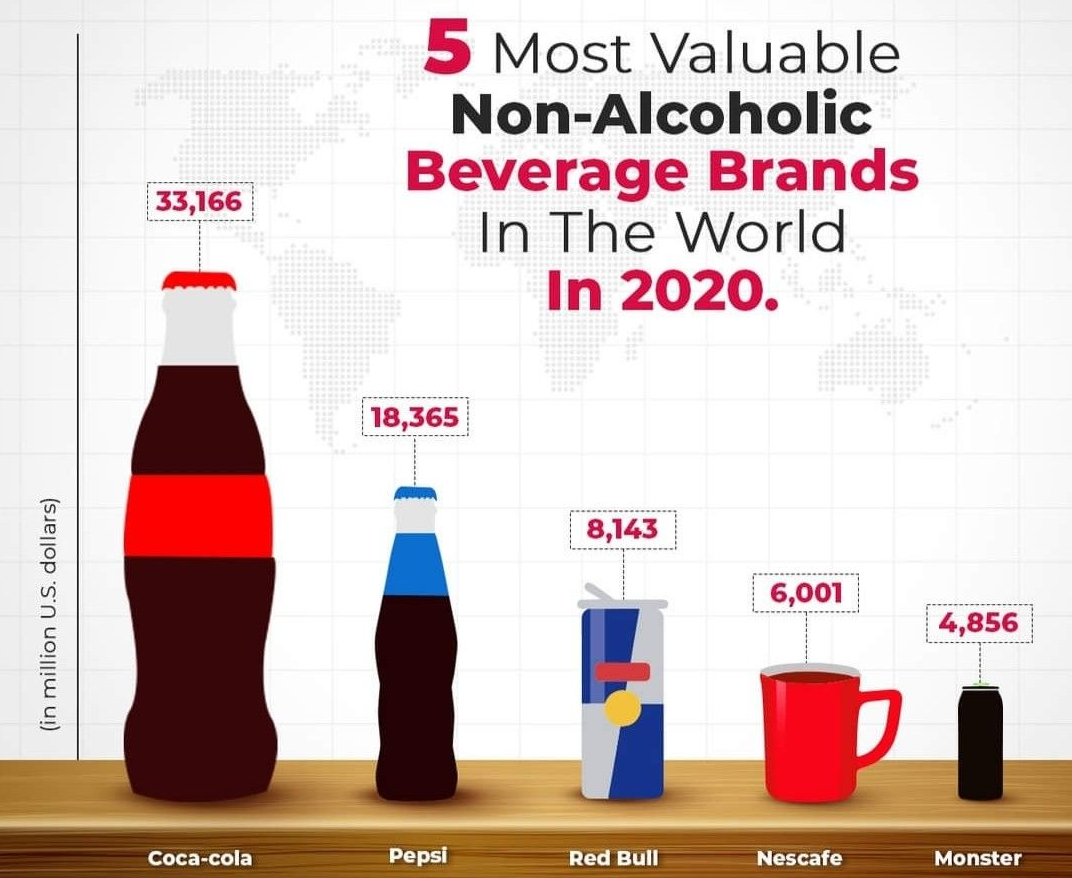 5 Most Valuable
Non-Alcoholic
Beverage Brands
In The World
In 2020.
33,166
18,365
8,143
6,001
4,856
(in million U.S. dollars)
Coca-cola
Pepsi
Red Bull
Nescafe
Monster